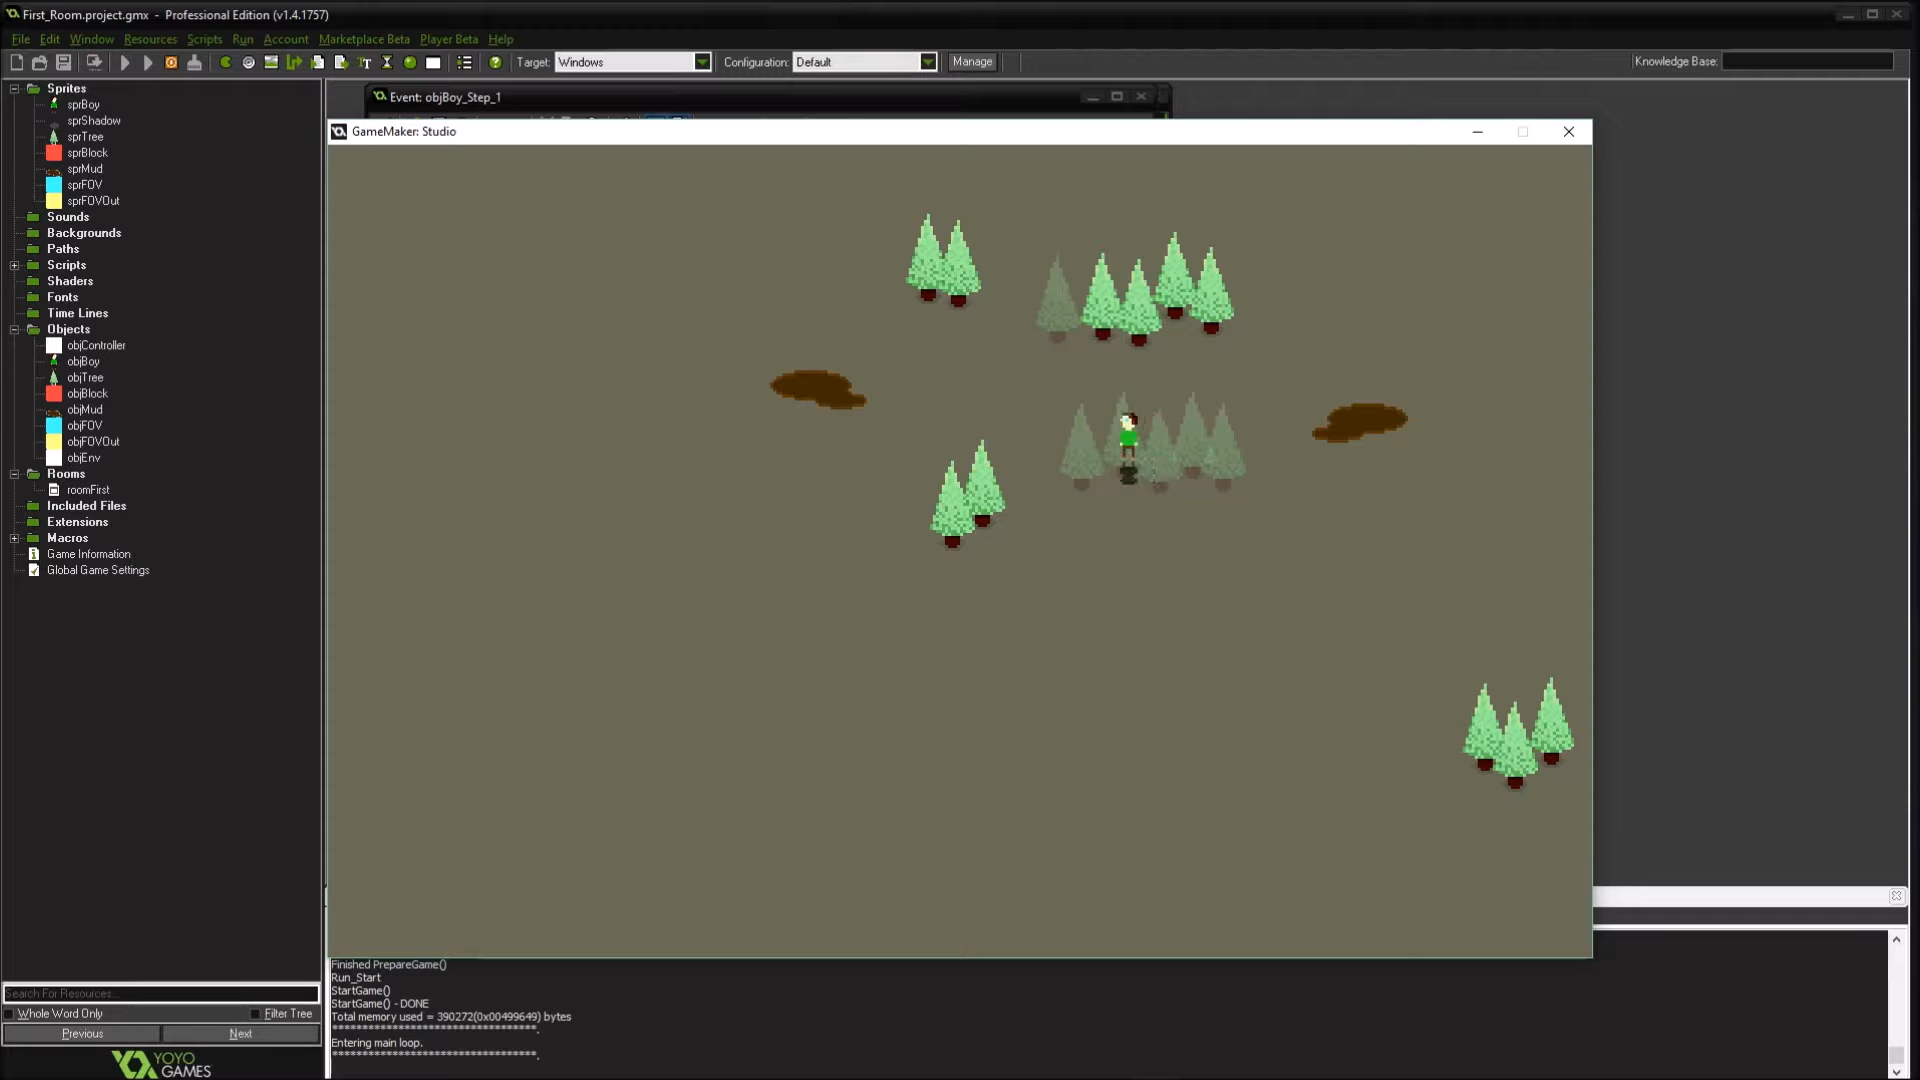 First_Room.project.gmx - Professional Edition (v1.4.1757)
File Edit Window Resources Scripts Run Account Marketplace Beta Player Beta Help
Target: Windows Configuration: Default Manage Knowledge Base:
Sprites
sprBoy
sprShadow
sprTree
sprBlock
sprMud
sprFOV
sprFOVOut
Sounds
Backgrounds
Paths
Scripts
Shaders
Fonts
Time Lines
Objects
objController
objBoy
objTree
objBlock
objMud
objFOV
objFOVOut
objEnv
Rooms
roomFirst
Included Files
Extensions
Macros
Game Information
Global Game Settings
Search For Resources...
Whole Word Only Filter Tree
Previous Next
YOYO
GAMES
Event: objBoy_Step_1
GameMaker: Studio
Finished PrepareGame()
Run_Start
StartGame()
StartGame() - DONE
Total memory used = 390272(0x00499649) bytes
**********************************.
Entering main loop.
**********************************.